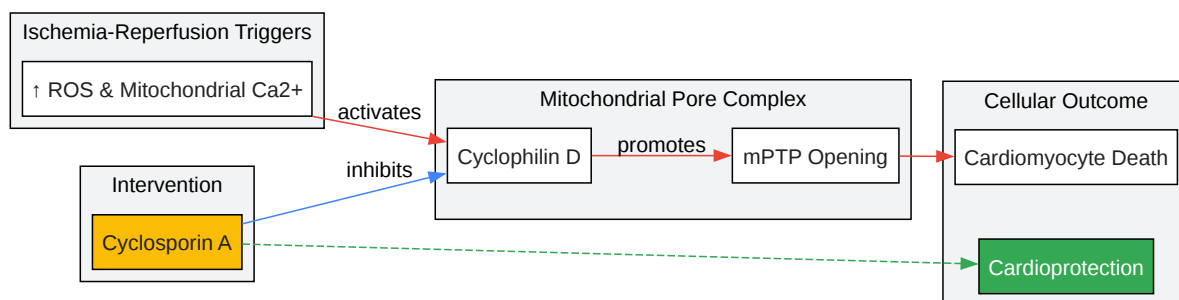 Ischemia-Reperfusion Triggers
↑ ROS & Mitochondrial Ca2+
activates
Mitochondrial Pore Complex
Cyclophilin D
promotes
mPTP Opening
Cellular Outcome
Cardiomyocyte Death
inhibits
Intervention
Cyclosporin A
Cardioprotection